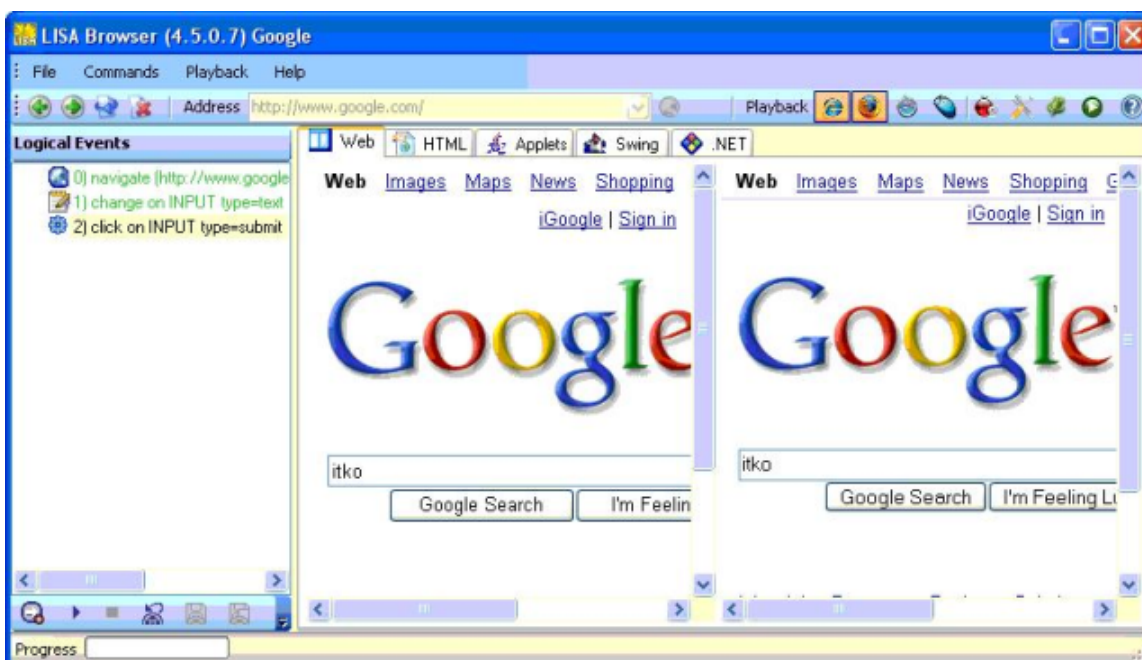 LISA Browser (4.5.0.7) Google
File Commands Playback Help
Address http://www.google.com/ Playback
Logical Events
Web HTML Applets Swing .NET
0) navigate (http://www.google
1) change on INPUT type=text
2) click on INPUT type=submit
Web Images Maps News Shopping
iGoogle | Sign in
Google
itko
Google Search I'm Feelin
Web Images Maps News Shopping G
iGoogle | Sign in
Google
itko
Google Search I'm Feeling Lu
Progress